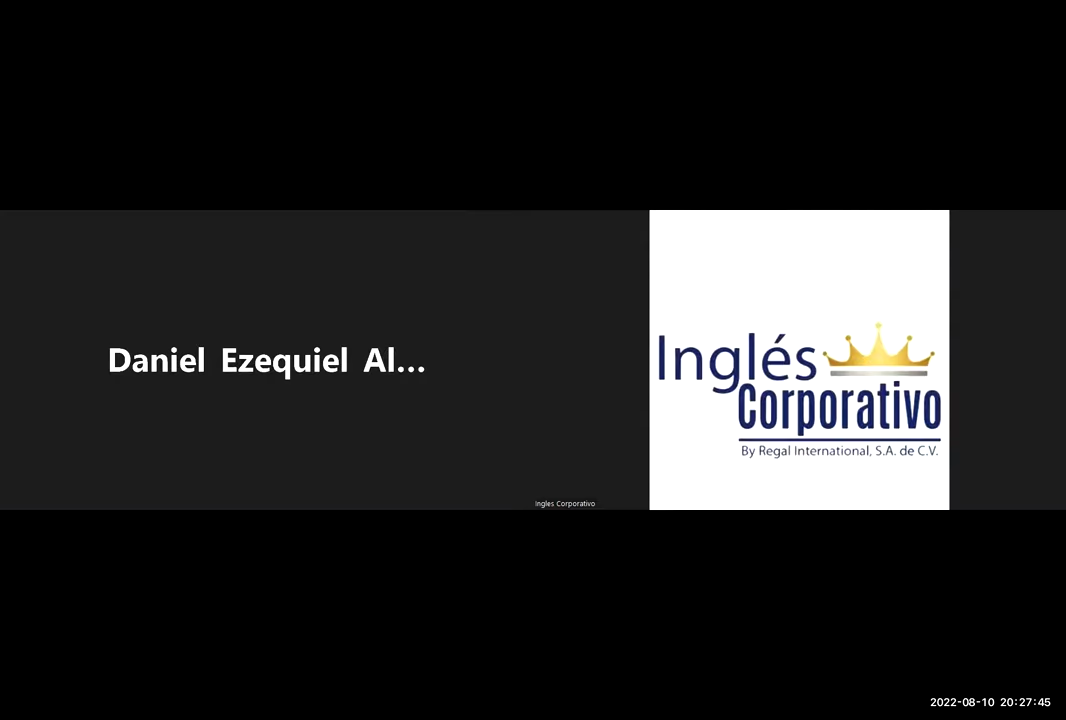 Daniel Ezequiel Al...
Inglés
Corporativo
By Regal International, S.A. de C.V.
Ingles Corporativo
2022-08-10 20:27:45